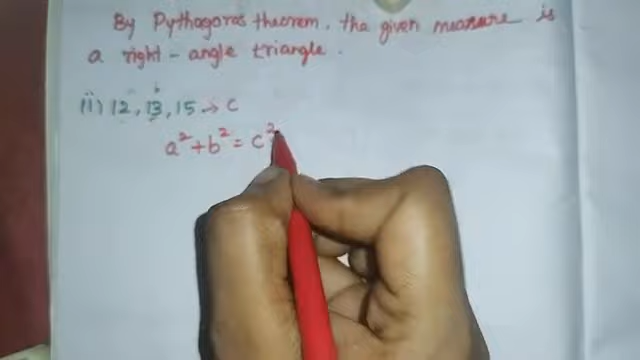 By Pythagoras theorem, the given measure is
a right-angle triangle.
b
(ii) 12, 13, 15 → c
a² + b² = c²